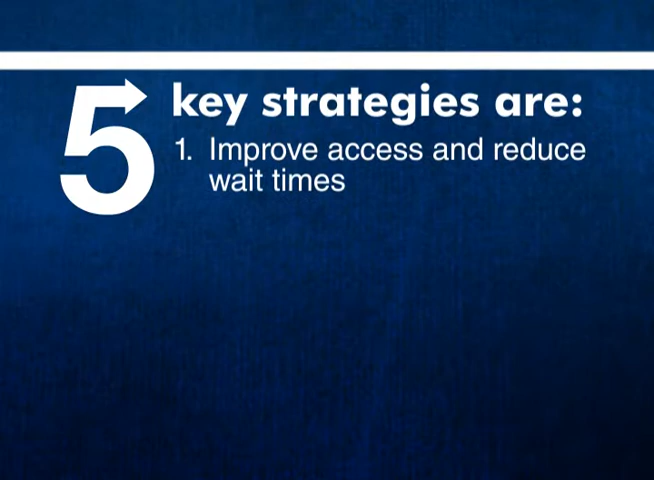 5 key strategies are:
1. Improve access and reduce
wait times